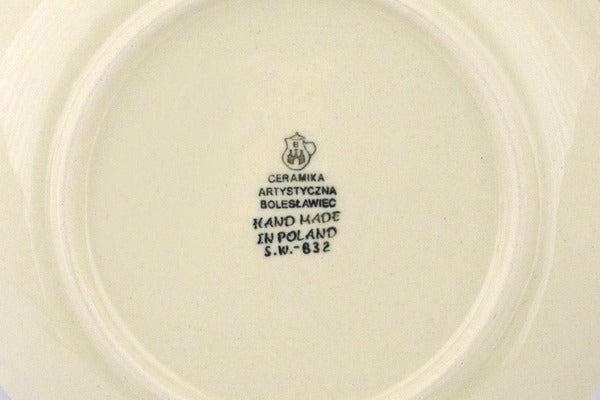 B
CERAMIKA
ARTYSTYCZNA
BOLESŁAWIEC
HAND MADE
IN POLAND
S.W.-832